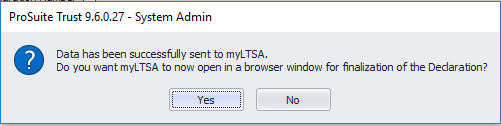 ProSuite Trust 9.6.0.27 - System Admin
Data has been successfully sent to myLTSA.
Do you want myLTSA to now open in a browser window for finalization of the Declaration?
Yes
No